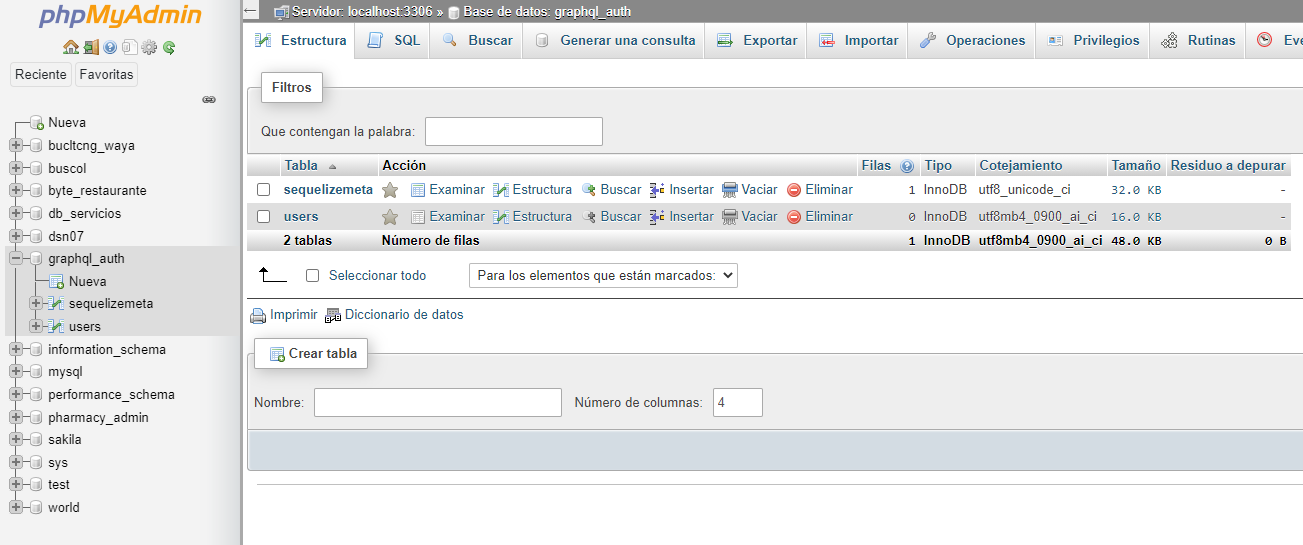 phpMyAdmin
Reciente Favoritas
Nueva
bucltcng_waya
buscol
byte_restaurante
db_servicios
dsn07
graphql_auth
Nueva
sequelizemeta
users
information_schema
mysql
performance_schema
pharmacy_admin
sakila
sys
test
world
Servidor: localhost:3306 » Base de datos: graphql_auth
Estructura SQL Buscar Generar una consulta Exportar Importar Operaciones Privilegios Rutinas Eve
Filtros
Que contengan la palabra:
Tabla Acción Filas Tipo Cotejamiento Tamaño Residuo a depurar
sequelizemeta Examinar Estructura Buscar Insertar Vaciar Eliminar 1 InnoDB utf8_unicode_ci 32.0 KB -
users Examinar Estructura Buscar Insertar Vaciar Eliminar 0 InnoDB utf8mb4_0900_ai_ci 16.0 KB -
2 tablas Número de filas 1 InnoDB utf8mb4_0900_ai_ci 48.0 KB 0 B
Seleccionar todo Para los elementos que están marcados:
Imprimir Diccionario de datos
Crear tabla
Nombre: Número de columnas: 4